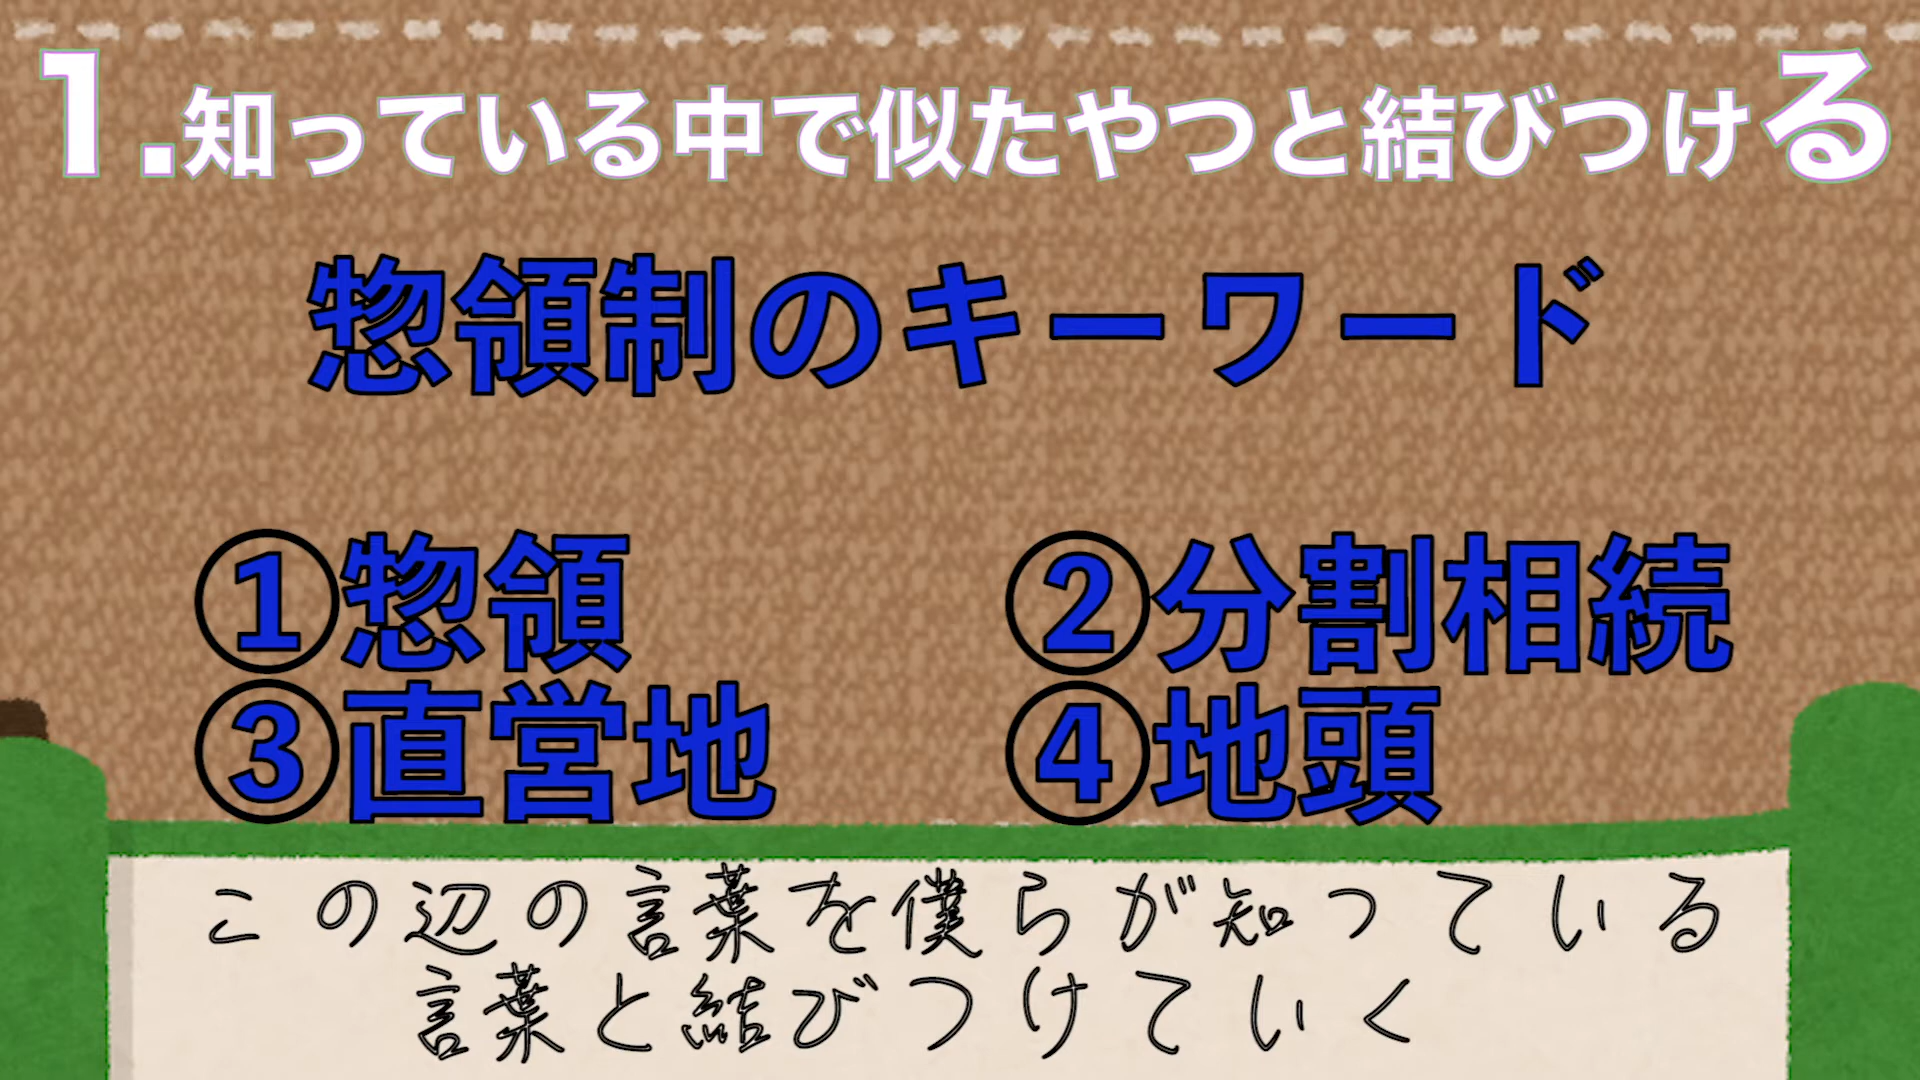 1.知っている中で似たやつと結びつける
惣領制のキーワード
①惣領 ②分割相続
③直営地 ④地頭
この辺の言葉を僕らが知っている
言葉と結びつけていく